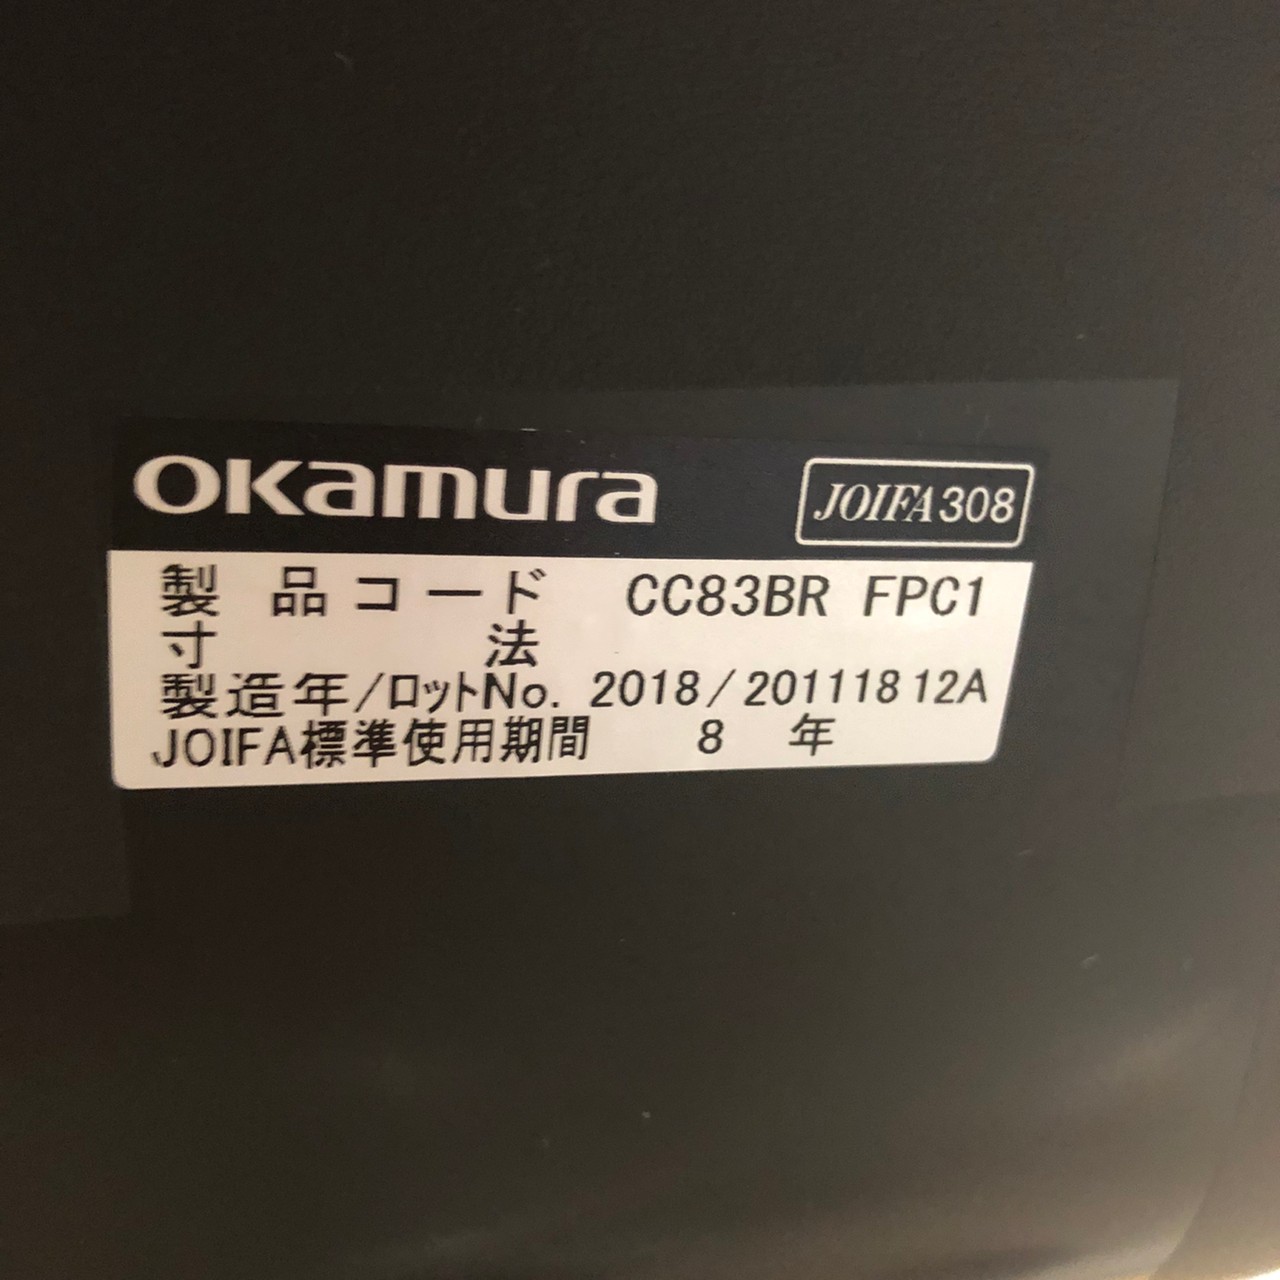 okamura
JOIFA308
製品コード CC83BR FPC1
寸法
製造年/ロットNo. 2018/20111812A
JOIFA標準使用期間 8 年